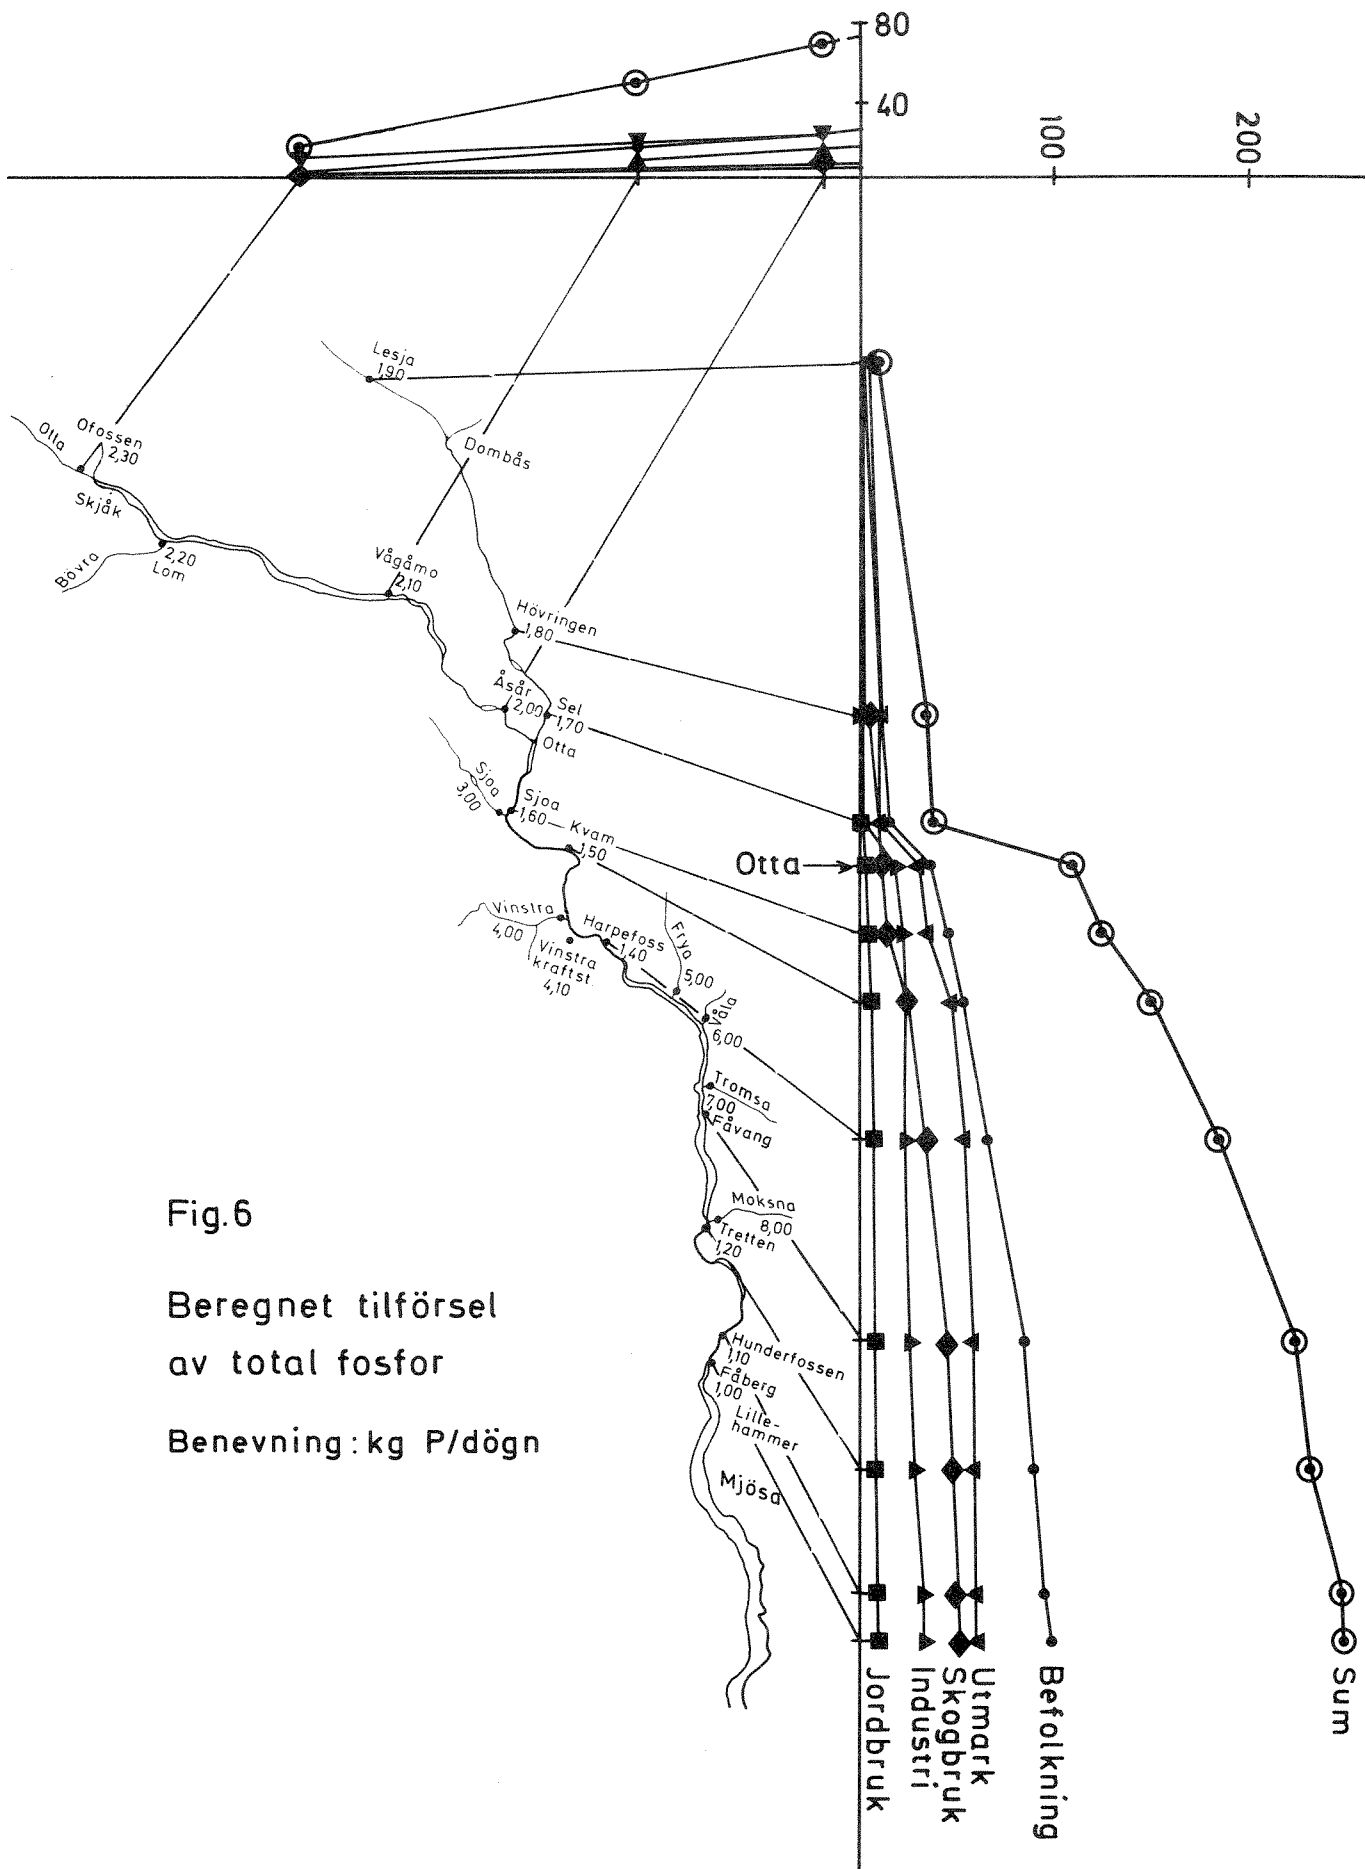 80
40
100
200
Lesja
1,90
Dombås
Otta
Ofossen
2,30
Skjåk
Bövra
2,20
Lom
Vågåmo
2,10
Hövringen
1,80
Åsår
2,00
Sel
1,70
Otta
Sjoa
3,00
Sjoa
1,60
Kvam
1,50
Otta
Vinstra
4,00
Vinstra
kraftst.
4,10
Harpefoss
1,40
Frya
5,00
Våla
6,00
Tromsa
7,00
Fåvang
Moksna
8,00
Tretten
1,20
Hunderfossen
1,10
Fåberg
1,00
Lille-
hammer
Mjösa
Fig.6
Beregnet tilförsel
av total fosfor
Benevning: kg P/dögn
Jordbruk
Industri
Skogbruk
Utmark
Befolkning
Sum